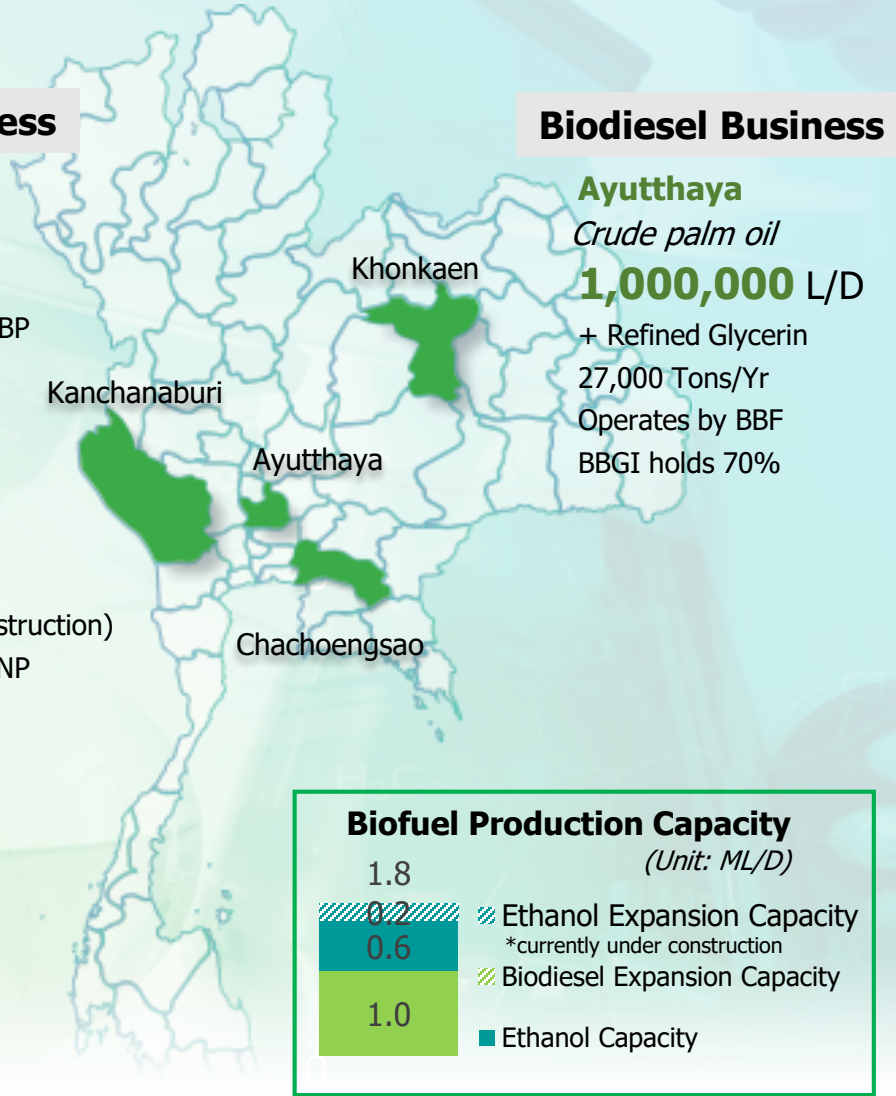 ess
Biodiesel Business
Ayutthaya
Crude palm oil
1,000,000 L/D
+ Refined Glycerin
27,000 Tons/Yr
Operates by BBF
BBGI holds 70%
BP
Khonkaen
Kanchanaburi
Ayutthaya
Chachoengsao
struction)
NP
Biofuel Production Capacity
(Unit: ML/D)
1.8
0.2
0.6
1.0
0
Ethanol Expansion Capacity
*currently under construction
Biodiesel Expansion Capacity
Ethanol Capacity